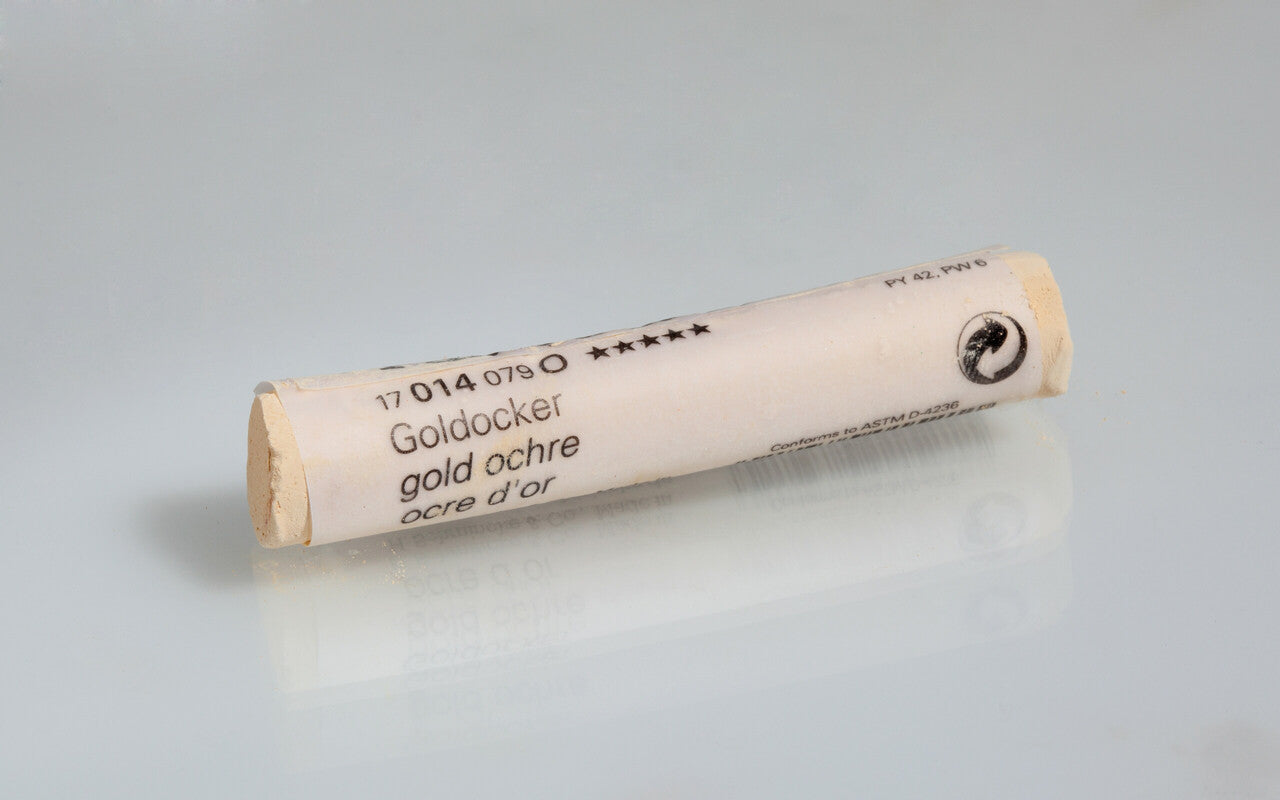 17 014 079 O ★★★★★
Goldocker
gold ochre
ocre d'or
PY 42, PW 6
Conforms to ASTM D-4236